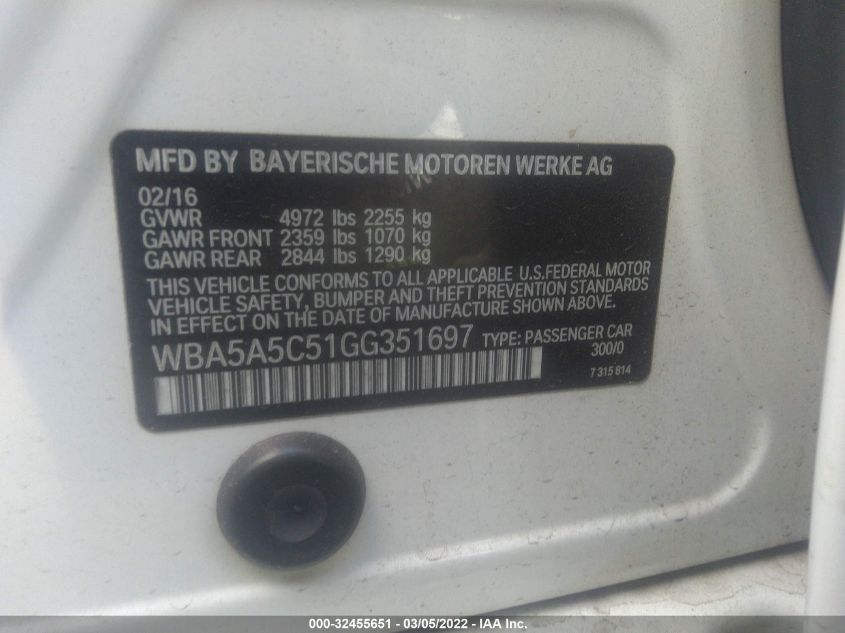 MFD BY BAYERISCHE MOTOREN WERKE AG
02/16
GVWR 4972 lbs 2255 kg
GAWR FRONT 2359 lbs 1070 kg
GAWR REAR 2844 lbs 1290 kg
THIS VEHICLE CONFORMS TO ALL APPLICABLE U.S.FEDERAL MOTOR
VEHICLE SAFETY, BUMPER AND THEFT PREVENTION STANDARDS
IN EFFECT ON THE DATE OF MANUFACTURE SHOWN ABOVE.
WBA5A5C51GG351697 TYPE: PASSENGER CAR
300/0
7 315 814
000-32455651 - 03/05/2022 - IAA Inc.